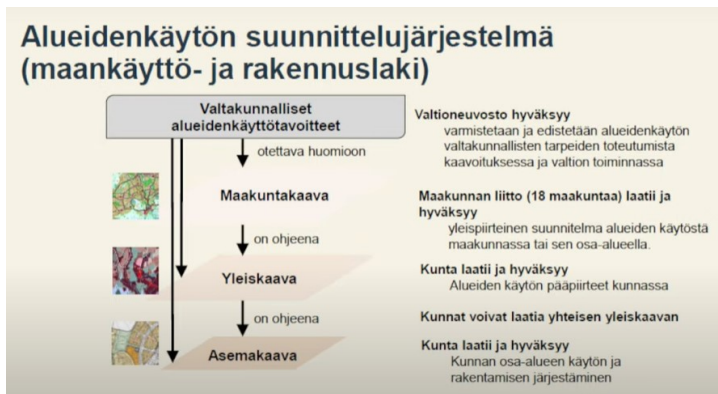 Alueidenkäytön suunnittelujärjestelmä
(maankäyttö- ja rakennuslaki)
Valtakunnalliset
alueidenkäyttötavoitteet
otettava huomioon
Maakuntakaava
on ohjeena
Yleiskaava
on ohjeena
Asemakaava
Valtioneuvosto hyväksyy
varmistetaan ja edistetään alueidenkäytön
valtakunnallisten tarpeiden toteutumista
kaavoituksessa ja valtion toiminnassa
Maakunnan liitto (18 maakuntaa) laatii ja
hyväksyy
yleispiirteinen suunnitelma alueiden käytöstä
maakunnassa tai sen osa-alueella.
Kunta laatii ja hyväksyy
Alueiden käytön pääpiirteet kunnassa
Kunnat voivat laatia yhteisen yleiskaavan
Kunta laatii ja hyväksyy
Kunnan osa-alueen käytön ja
rakentamisen järjestäminen